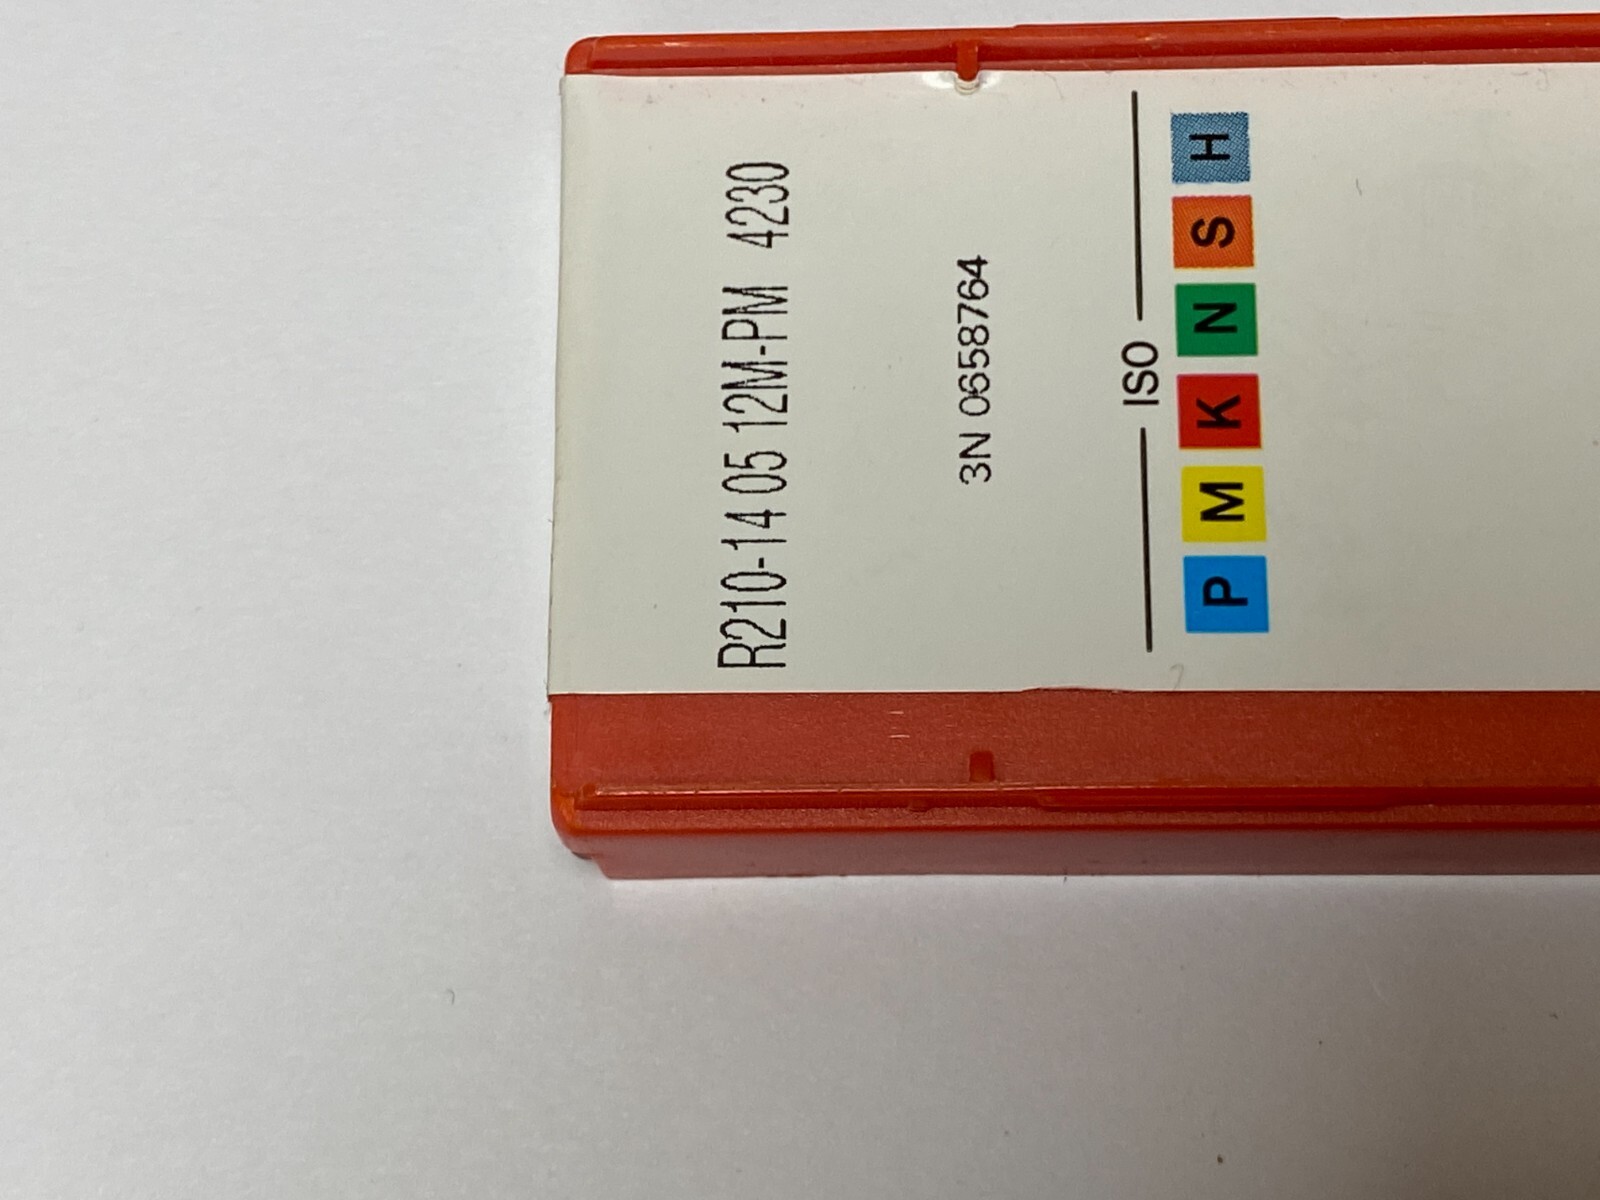 R210-14 05 12M-PM 4230
3N 0658764
ISO
P M K N S H